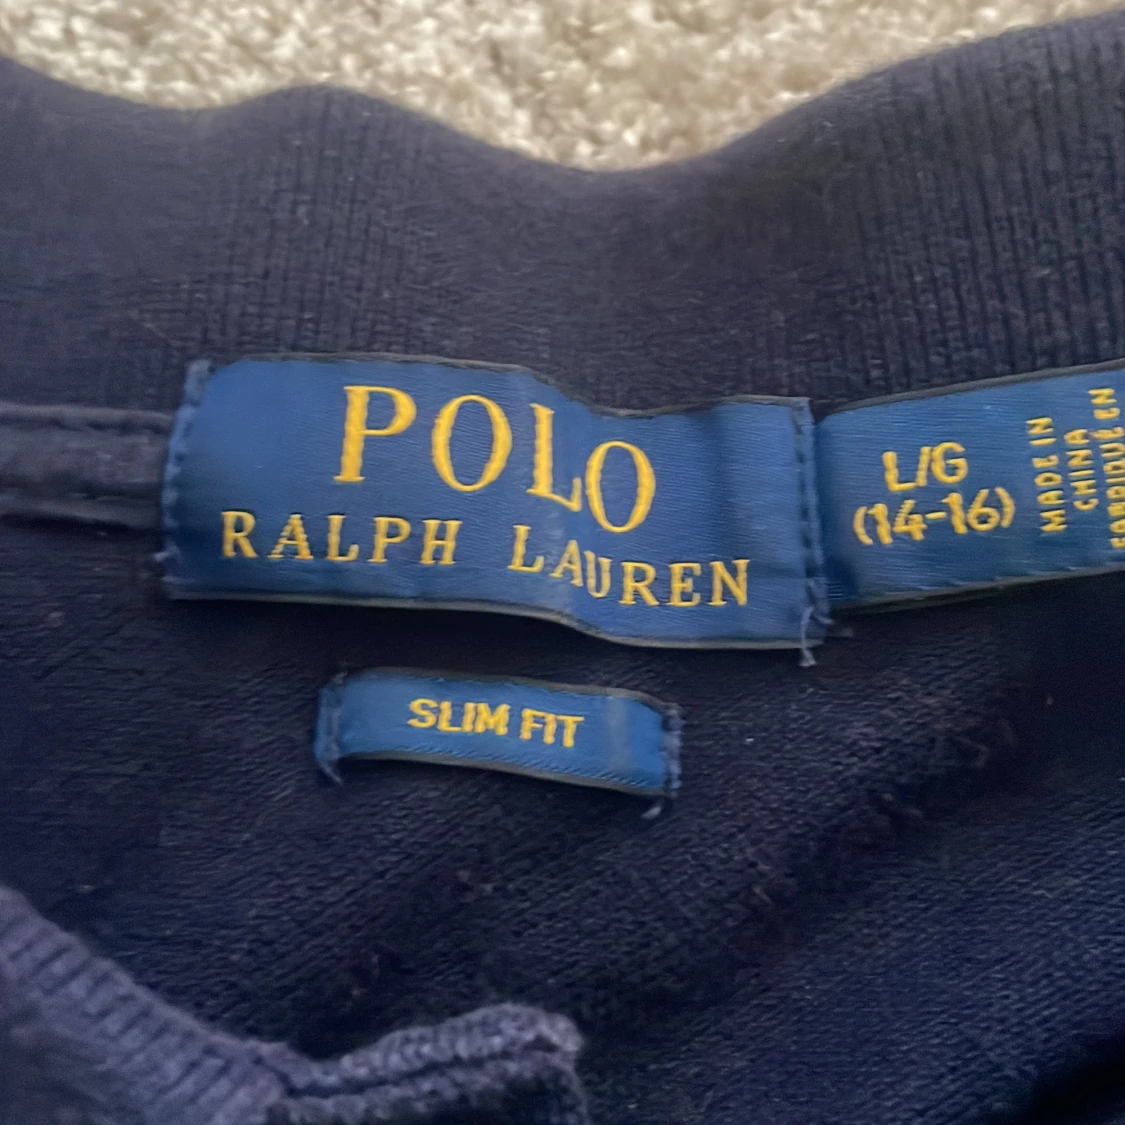 POLO
RALPH LAUREN
L/G
(14-16)
MADE IN
CHINA
FABRIQUÉ EN
SLIM FIT